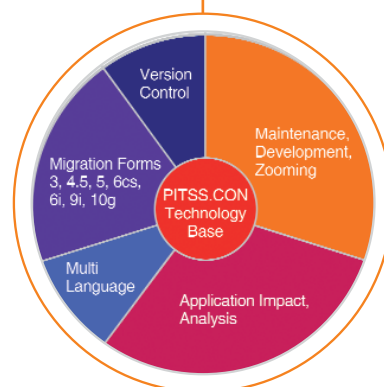 Version
Control
Maintenance,
Development,
Zooming
Migration Forms
3, 4.5, 5, 6cs,
6i, 9i, 10g
PITSS.CON
Technology
Base
Multi
Language
Application Impact,
Analysis